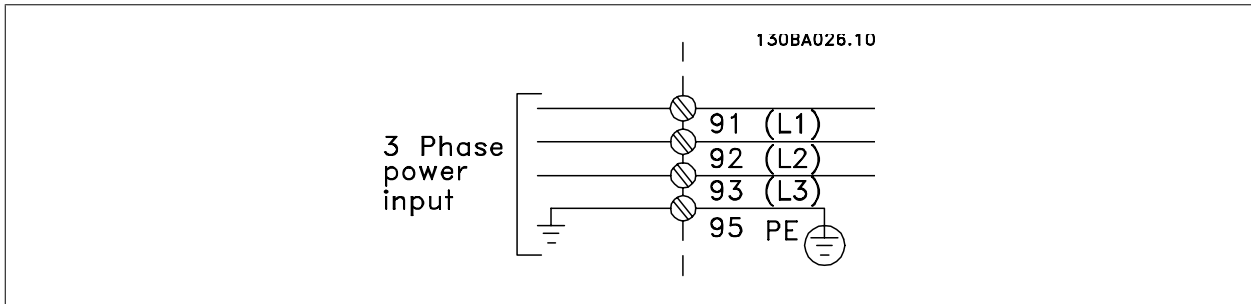 130BA026.10
3 Phase
power
input
91 (L1)
92 (L2)
93 (L3)
95 PE